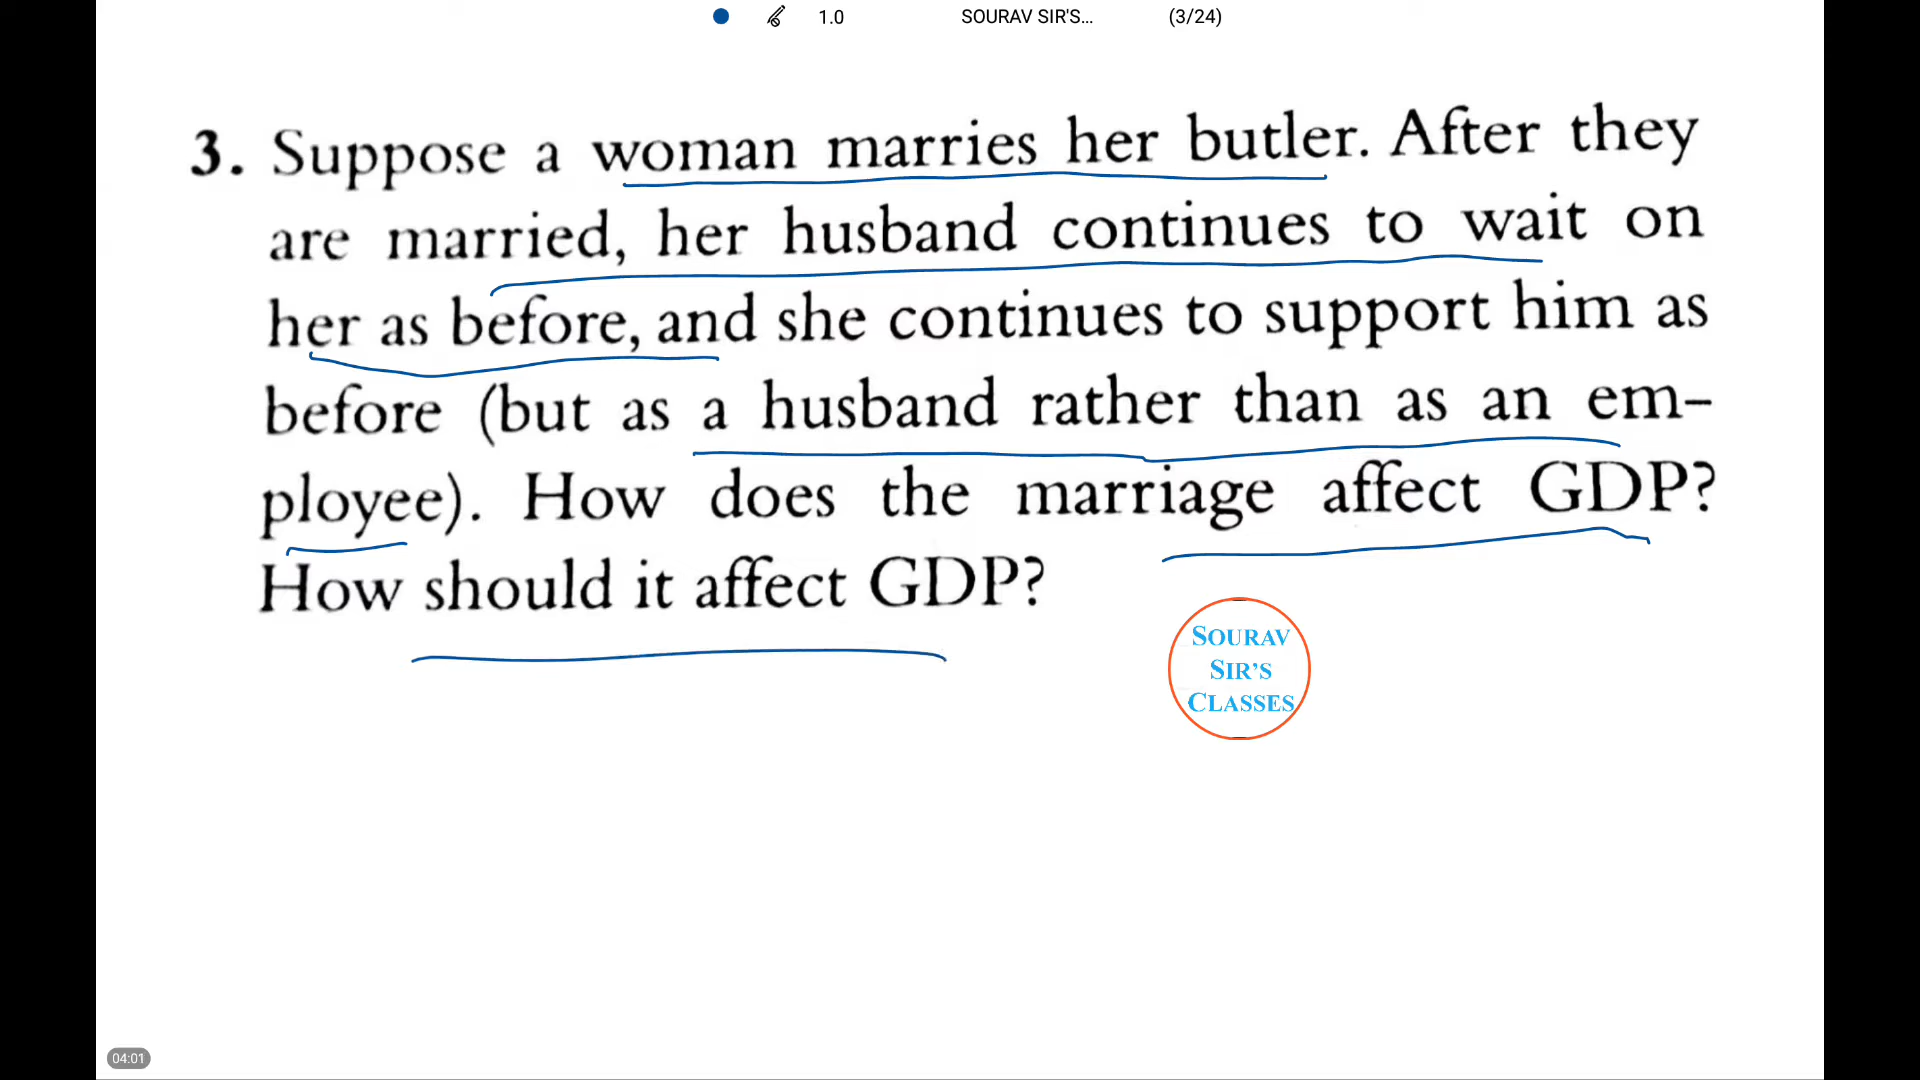 1.0 SOURAV SIR'S... (3/24)
3. Suppose a woman marries her butler. After they
are married, her husband continues to wait on
her as before, and she continues to support him as
before (but as a husband rather than as an em-
ployee). How does the marriage affect GDP?
How should it affect GDP?
SOURAV
SIR'S
CLASSES
04:01